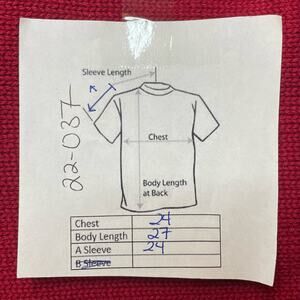 Sleeve Length
A
22-037
Chest
Body Length
at Back
Chest 24
Body Length 27
A Sleeve 24
B Sleeve